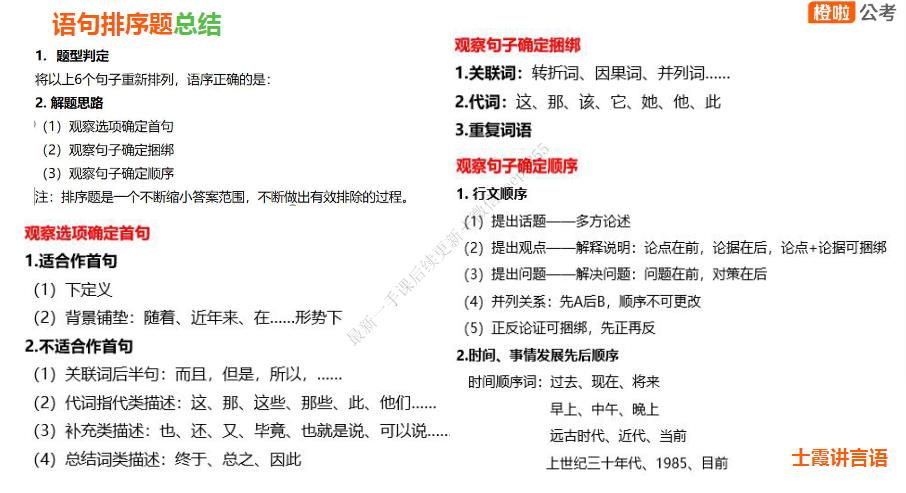 语句排序题总结
橙啦 公考
1. 题型判定
将以上6个句子重新排列，语序正确的是：
2. 解题思路
（1）观察选项确定首句
（2）观察句子确定捆绑
（3）观察句子确定顺序
注：排序题是一个不断缩小答案范围，不断做出有效排除的过程。
观察选项确定首句
1.适合作首句
（1）下定义
（2）背景铺垫：随着、近年来、在……形势下
2.不适合作首句
（1）关联词后半句：而且，但是，所以，……
（2）代词指代类描述：这、那、这些、那些、此、他们……
（3）补充类描述：也、还、又、毕竟、也就是说、可以说……
（4）总结词类描述：终于、总之、因此
观察句子确定捆绑
1.关联词：转折词、因果词、并列词……
2.代词：这、那、该、它、她、他、此
3.重复词语
观察句子确定顺序
1. 行文顺序
（1）提出话题——多方论述
（2）提出观点——解释说明：论点在前，论据在后，论点+论据可捆绑
（3）提出问题——解决问题：问题在前，对策在后
（4）并列关系：先A后B，顺序不可更改
（5）正反论证可捆绑，先正再反
2.时间、事情发展先后顺序
时间顺序词：过去、现在、将来
早上、中午、晚上
远古时代、近代、当前
上世纪三十年代、1985、目前
士霞讲言语
最新一手课后续更新